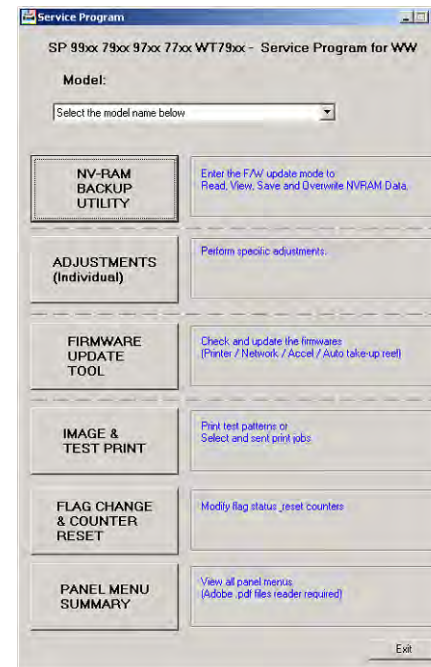 Service Program
SP 99xx 79xx 97xx 77xx WT79xx - Service Program for WW
Model:
Select the model name below
NV-RAM
BACKUP
UTILITY
Enter the F/W update mode to
Read, View, Save and Overwrite NVRAM Data.
ADJUSTMENTS
(Individual)
Perform specific adjustments.
FIRMWARE
UPDATE
TOOL
Check and update the firmwares
(Printer / Network / Accel / Auto take-up reel)
IMAGE &
TEST PRINT
Print test patterns or
Select and sent print jobs
FLAG CHANGE
& COUNTER
RESET
Modify flag status ,reset counters
PANEL MENU
SUMMARY
View all panel menus
(Adobe .pdf files reader required)
Exit